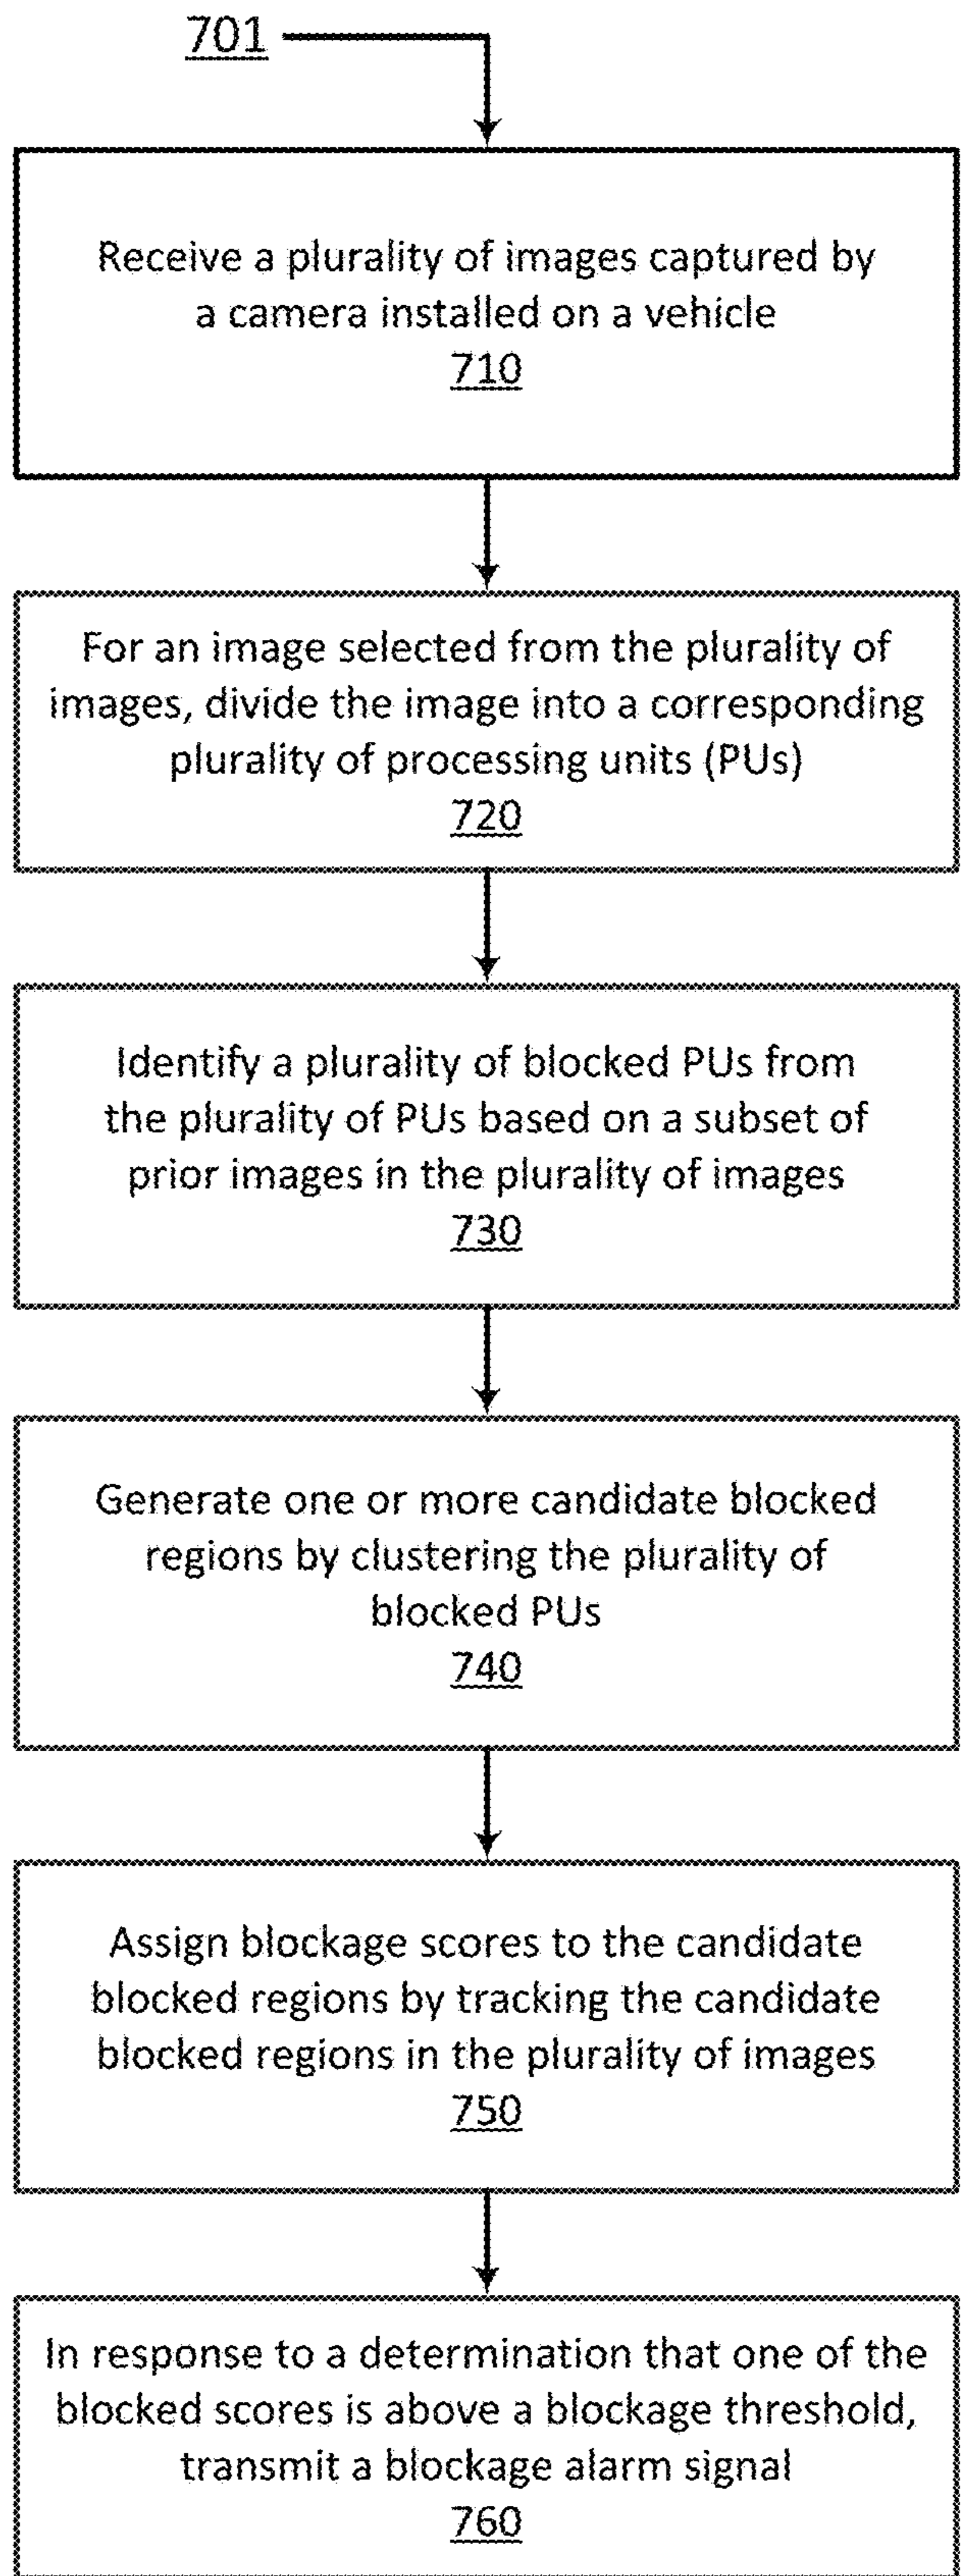 701
Receive a plurality of images captured by
a camera installed on a vehicle
710
For an image selected from the plurality of
images, divide the image into a corresponding
plurality of processing units (PUs)
720
Identify a plurality of blocked PUs from
the plurality of PUs based on a subset of
prior images in the plurality of images
730
Generate one or more candidate blocked
regions by clustering the plurality of
blocked PUs
740
Assign blockage scores to the candidate
blocked regions by tracking the candidate
blocked regions in the plurality of images
750
In response to a determination that one of the
blocked scores is above a blockage threshold,
transmit a blockage alarm signal
760